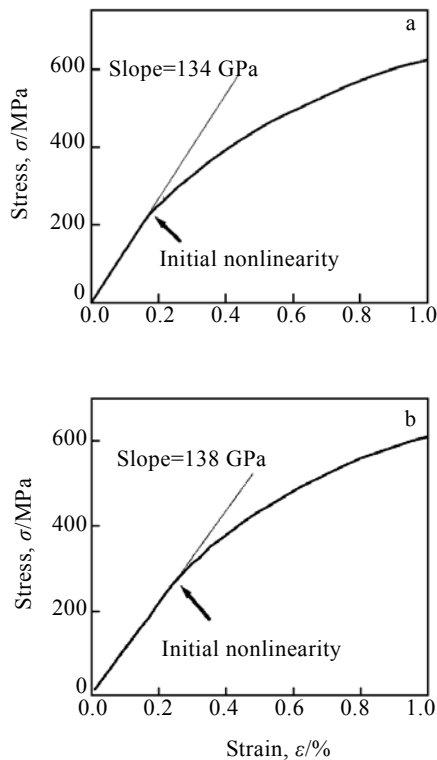 a
Stress, σ/MPa
600
400
200
0
Slope=134 GPa
Initial nonlinearity
0.0 0.2 0.4 0.6 0.8 1.0
b
Stress, σ/MPa
600
400
200
0
Slope=138 GPa
Initial nonlinearity
0.0 0.2 0.4 0.6 0.8 1.0
Strain, ε/%